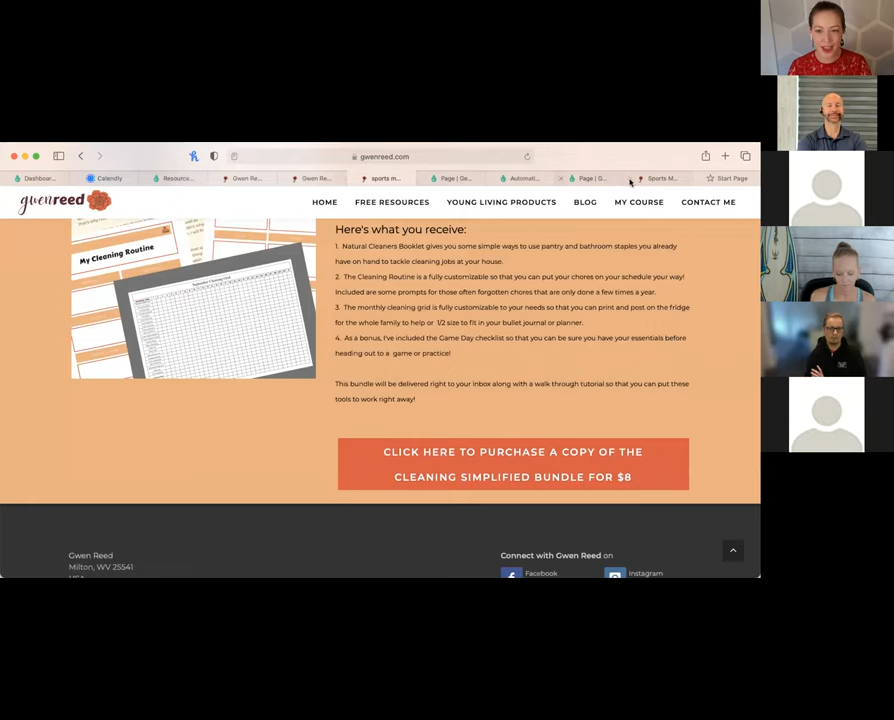 gwenreed.com
Dashboar...
Calendly
Resource...
Gwen Re...
Gwen Re...
sports m...
Page | Ge...
Automati...
Page | G...
Sports M...
Start Page
gwenreed
HOME
FREE RESOURCES
YOUNG LIVING PRODUCTS
BLOG
MY COURSE
CONTACT ME
My Cleaning Routine
Here's what you receive:
1. Natural Cleaners Booklet gives you some simple ways to use pantry and bathroom staples you already
have on hand to tackle cleaning jobs at your house.
2. The Cleaning Routine is a fully customizable so that you can put your chores on your schedule your way!
Included are some prompts for those often forgotten chores that are only done a few times a year.
3. The monthly cleaning grid is fully customizable to your needs so that you can print and post on the fridge
for the whole family to help or 1/2 size to fit in your bullet journal or planner.
4. As a bonus, I've included the Game Day checklist so that you can be sure you have your essentials before
heading out to a game or practice!
This bundle will be delivered right to your inbox along with a walk through tutorial so that you can put these
tools to work right away!
CLICK HERE TO PURCHASE A COPY OF THE
CLEANING SIMPLIFIED BUNDLE FOR $8
Gwen Reed
Milton, WV 25541
USA
Connect with Gwen Reed on
Facebook
Instagram